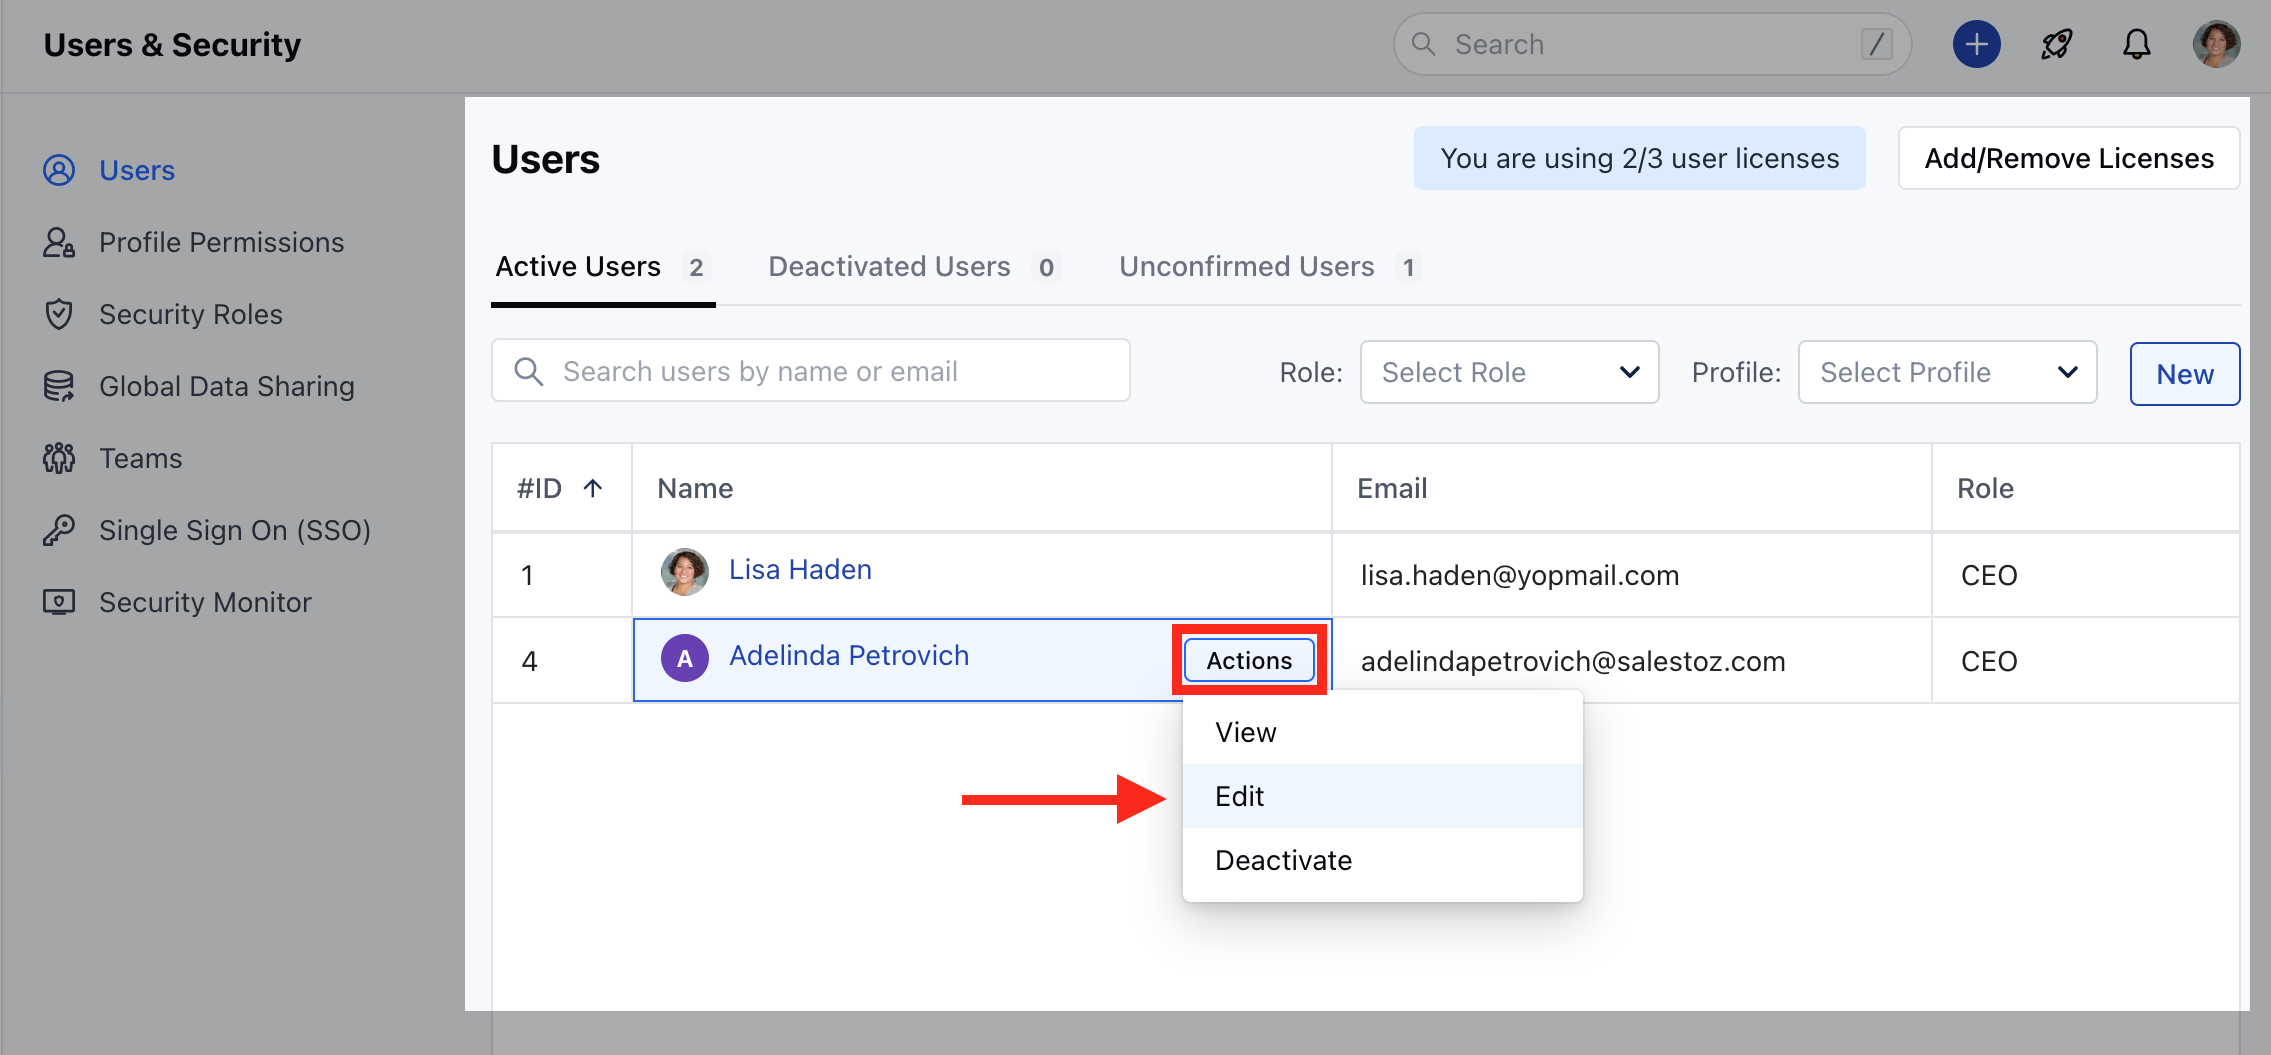 Users & Security
Search /
Users
Profile Permissions
Security Roles
Global Data Sharing
Teams
Single Sign On (SSO)
Security Monitor
Users
You are using 2/3 user licenses
Add/Remove Licenses
Active Users 2
Deactivated Users 0
Unconfirmed Users 1
Search users by name or email
Role: Select Role
Profile: Select Profile
New
#ID Name Email Role
1 Lisa Haden lisa.haden@yopmail.com CEO
4 A Adelinda Petrovich Actions adelindapetrovich@salestoz.com CEO
View
Edit
Deactivate